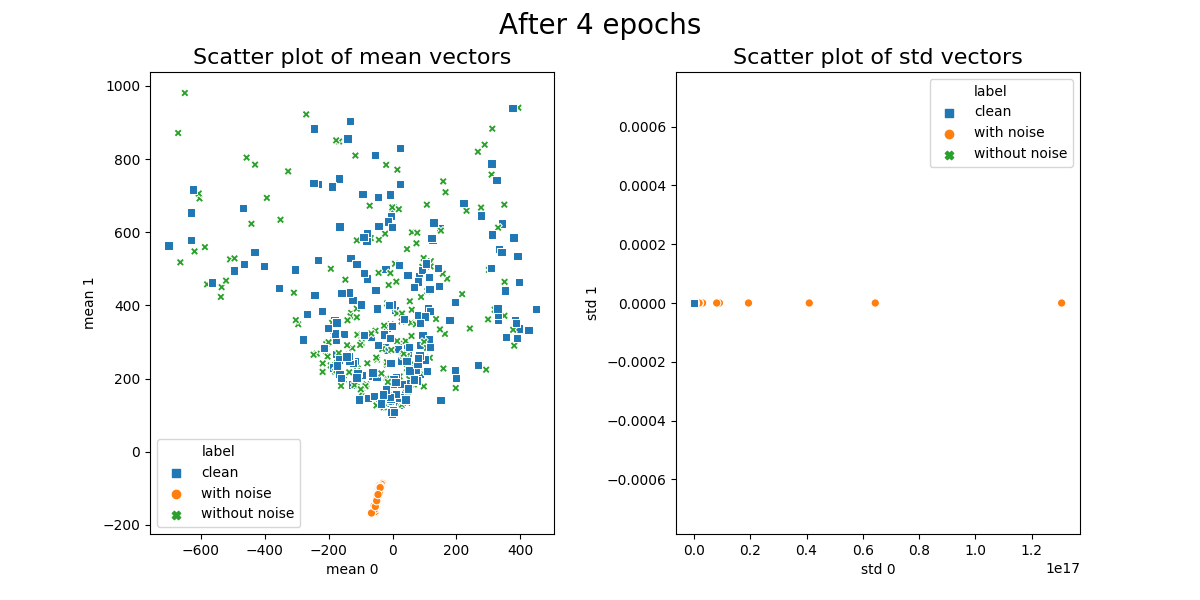 After 4 epochs
Scatter plot of mean vectors
1000
800
600
400
200
0
−200
mean 1
label
clean
with noise
without noise
−600
−400
−200
0
200
400
mean 0
Scatter plot of std vectors
label
clean
with noise
without noise
0.0006
0.0004
0.0002
0.0000
−0.0002
−0.0004
−0.0006
std 1
0.0
0.2
0.4
0.6
0.8
1.0
1.2
1e17
std 0